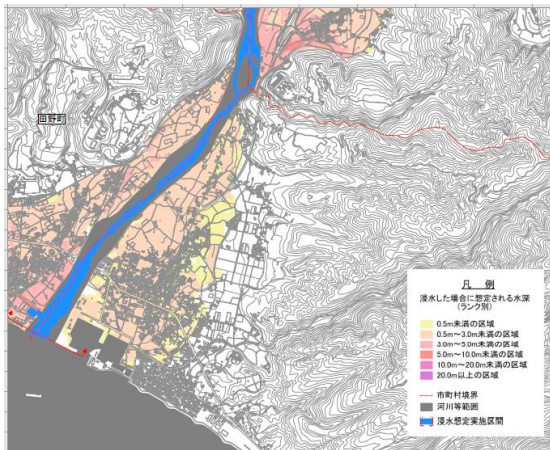 田野町
凡 例
浸水した場合に想定される水深
(ランク別)
0.5m未満の区域
0.5m～3.0m未満の区域
3.0m～5.0m未満の区域
5.0m～10.0m未満の区域
10.0m～20.0m未満の区域
20.0m以上の区域
市町村境界
河川等範囲
浸水想定実施区間